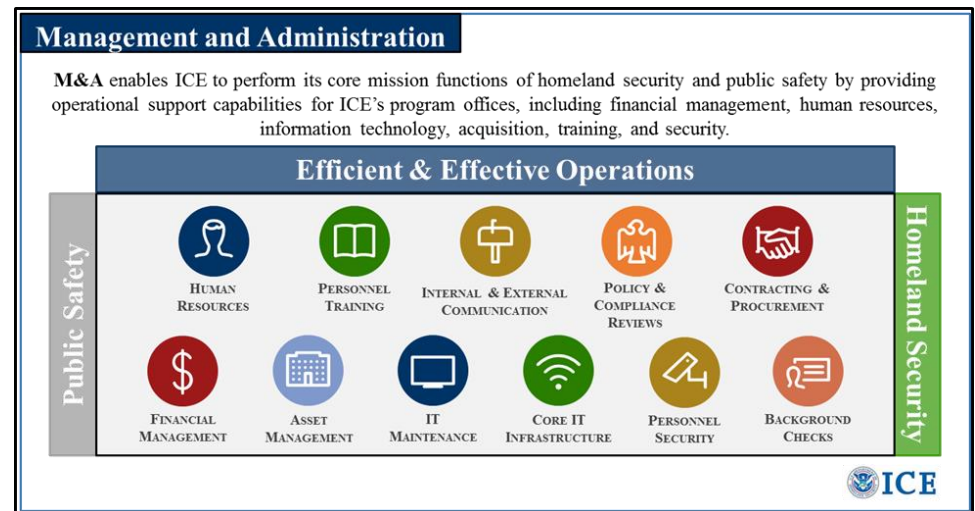 Management and Administration
M&A enables ICE to perform its core mission functions of homeland security and public safety by providing
operational support capabilities for ICE's program offices, including financial management, human resources,
information technology, acquisition, training, and security.
Efficient & Effective Operations
Public Safety
HUMAN
RESOURCES
PERSONNEL
TRAINING
INTERNAL & EXTERNAL
COMMUNICATION
POLICY &
COMPLIANCE
REVIEWS
CONTRACTING &
PROCUREMENT
FINANCIAL
MANAGEMENT
ASSET
MANAGEMENT
IT
MAINTENANCE
CORE IT
INFRASTRUCTURE
PERSONNEL
SECURITY
BACKGROUND
CHECKS
Homeland Security
ICE